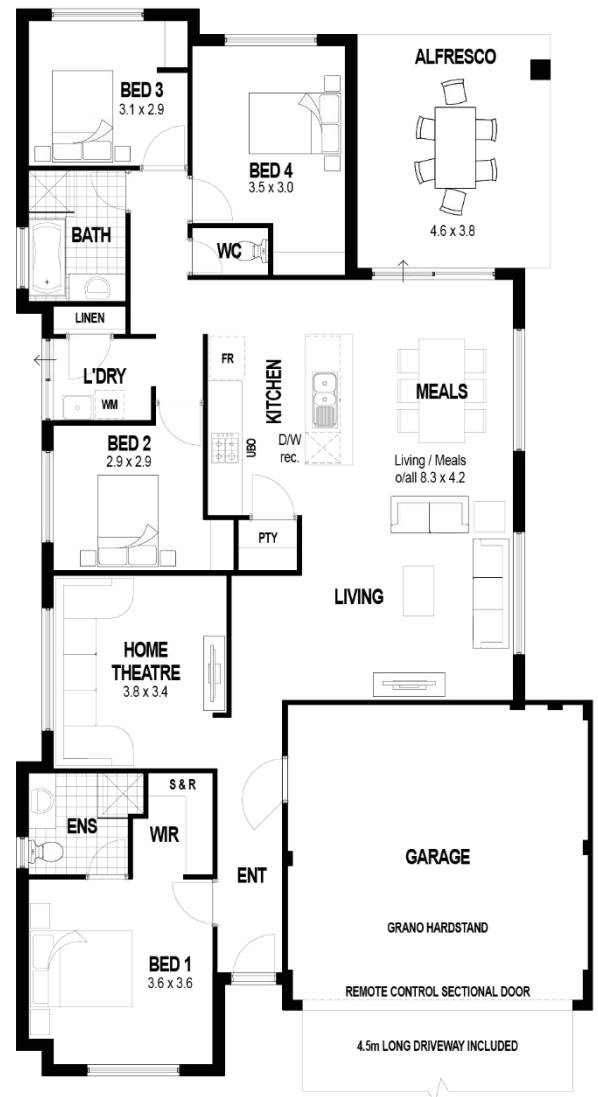 ALFRESCO
4.6 x 3.8
BED 3
3.1 x 2.9
BED 4
3.5 x 3.0
BATH
WC
LINEN
L'DRY
WM
FR
KITCHEN
D/W
rec.
UBO
MEALS
Living / Meals
o/all 8.3 x 4.2
BED 2
2.9 x 2.9
PTY
LIVING
HOME
THEATRE
3.8 x 3.4
S & R
ENS
WIR
ENT
GARAGE
GRANO HARDSTAND
BED 1
3.6 x 3.6
REMOTE CONTROL SECTIONAL DOOR
4.5m LONG DRIVEWAY INCLUDED